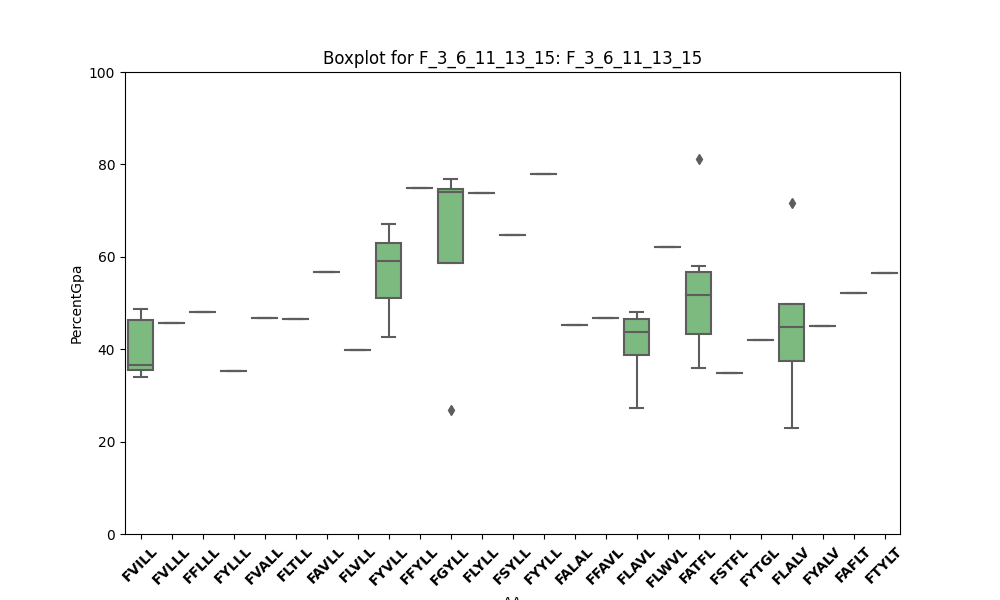 Boxplot for F_3_6_11_13_15: F_3_6_11_13_15
100
80
60
40
20
0
PercentGpa
FVILL FVLLL FFLLL FYLLL FVALL FLTLL FAVLL FLVLL FYVLL FFYLL FGYLL FLYLL FSYLL FYYLL FALAL FFAVL FLAVL FLWVL FATFL FSTFL FYTGL FLALV FYALV FAFLT FTYLT